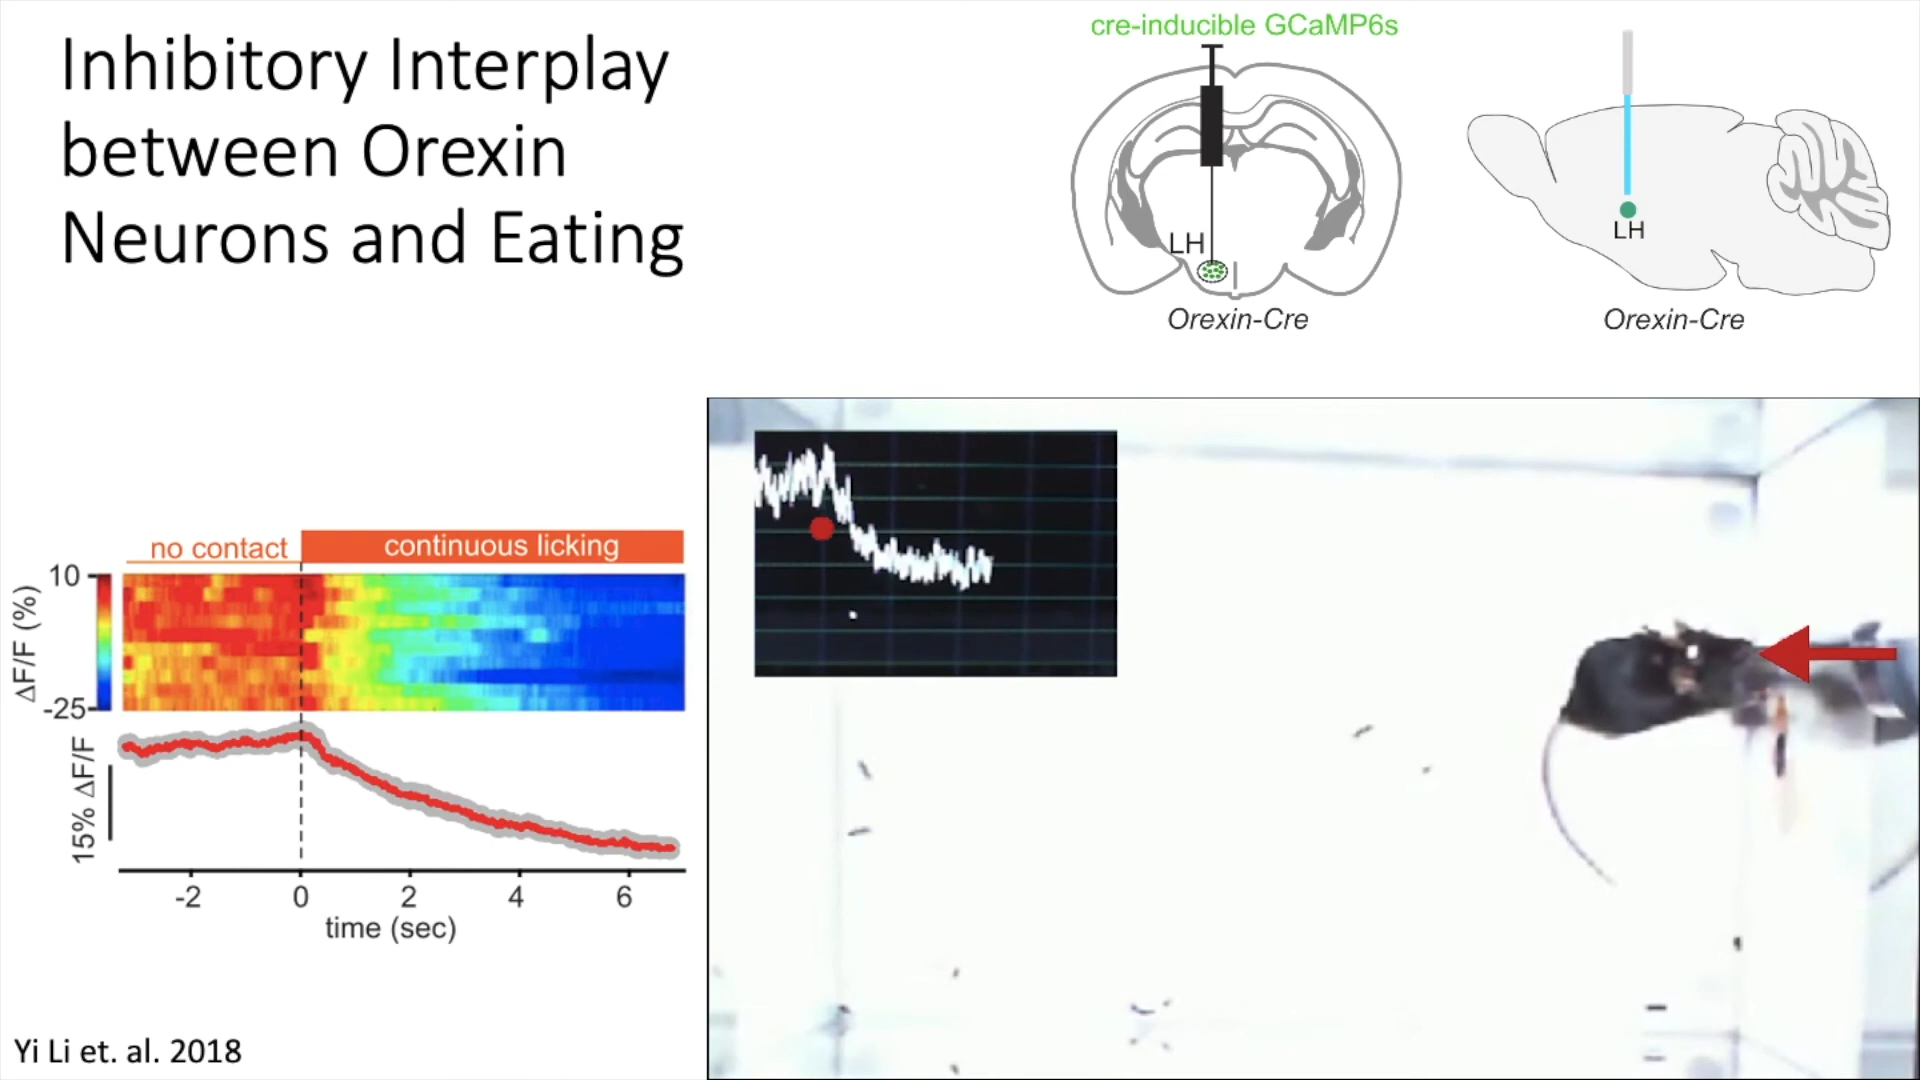 Inhibitory Interplay
between Orexin
Neurons and Eating
cre-inducible GCaMP6s
LH
Orexin-Cre
LH
Orexin-Cre
no contact
continuous licking
10
-25
ΔF/F (%)
15% ΔF/F
-2 0 2 4 6
time (sec)
Yi Li et. al. 2018